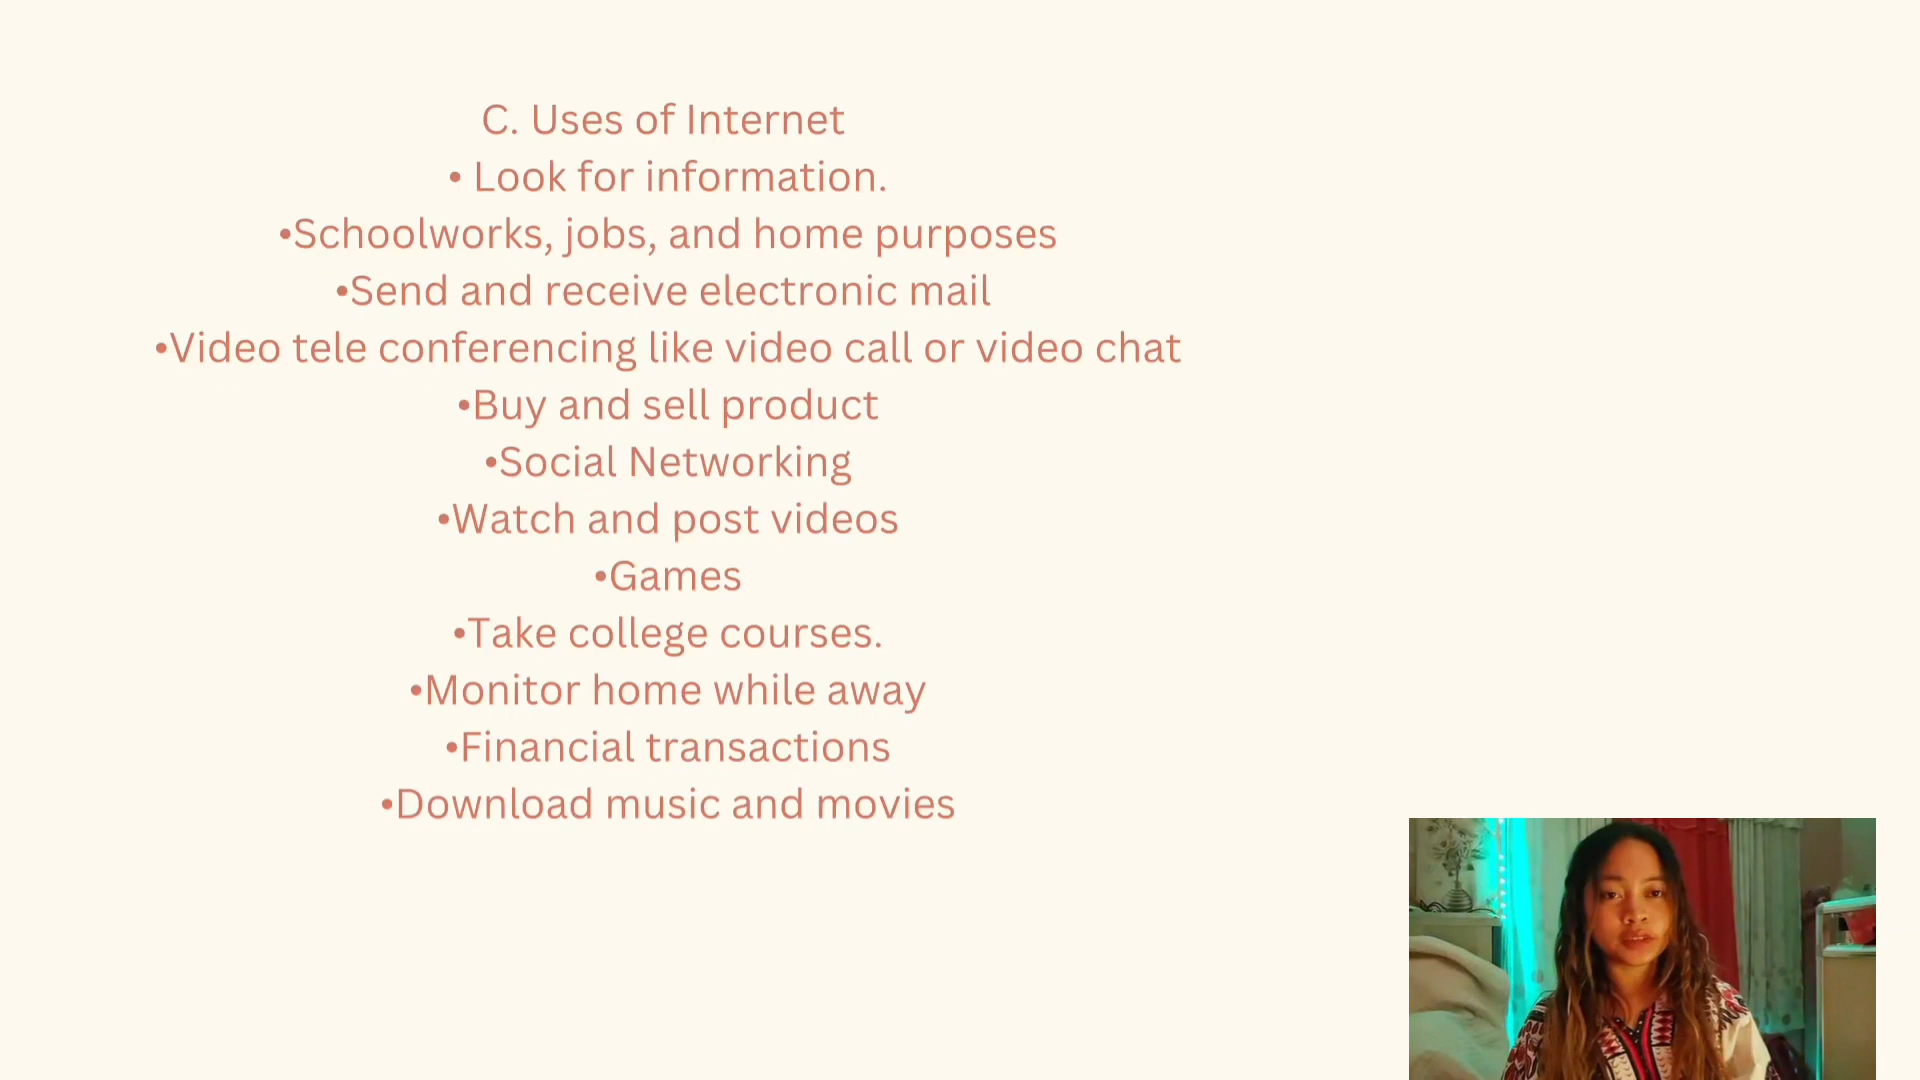 C. Uses of Internet
• Look for information.
•Schoolworks, jobs, and home purposes
•Send and receive electronic mail
•Video tele conferencing like video call or video chat
•Buy and sell product
•Social Networking
•Watch and post videos
•Games
•Take college courses.
•Monitor home while away
•Financial transactions
•Download music and movies